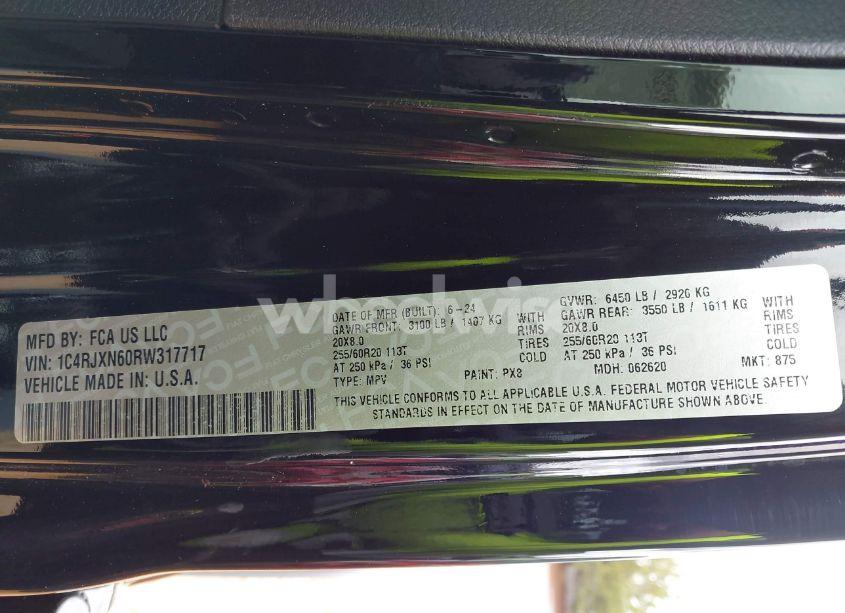 wheelwise
MFD BY: FCA US LLC
VIN: 1C4RJXN60RW317717
VEHICLE MADE IN: U.S.A.
DATE OF MFR (BUILT): 6-24
GAWR FRONT: 3100 LB / 1407 KG WITH
20X8.0 RIMS
255/60R20 113T TIRES
AT 250 kPa / 36 PSI
TYPE: MPV PAINT: PX8
GVWR: 6450 LB / 2926 KG
GAWR REAR: 3550 LB / 1611 KG WITH
20X8.0 RIMS
255/60R20 113T TIRES
AT 250 kPa / 36 PSI
MDH: 062620 MKT: 875
THIS VEHICLE CONFORMS TO ALL APPLICABLE U.S.A. FEDERAL MOTOR VEHICLE SAFETY
STANDARDS IN EFFECT ON THE DATE OF MANUFACTURE SHOWN ABOVE.